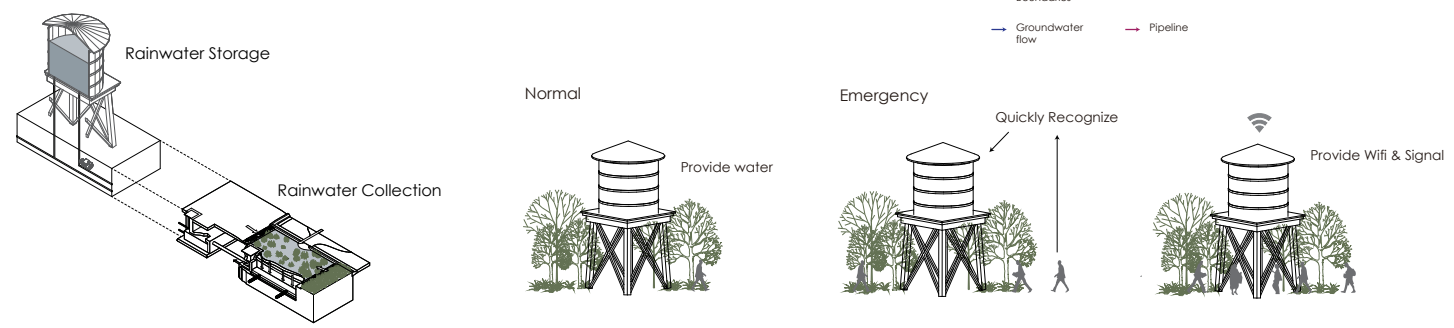 Groundwater
flow
Pipeline
Rainwater Storage
Normal
Emergency
Quickly Recognize
Provide water
Provide Wifi & Signal
Rainwater Collection